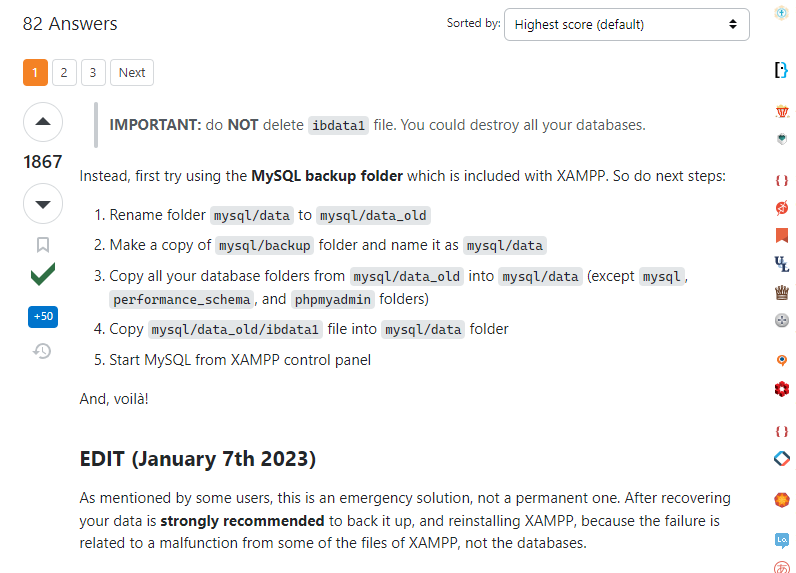 82 Answers
Sorted by: Highest score (default)
1 2 3 Next
IMPORTANT: do NOT delete ibdata1 file. You could destroy all your databases.
1867
Instead, first try using the MySQL backup folder which is included with XAMPP. So do next steps:
1. Rename folder mysql/data to mysql/data_old
2. Make a copy of mysql/backup folder and name it as mysql/data
3. Copy all your database folders from mysql/data_old into mysql/data (except mysql,
performance_schema, and phpmyadmin folders)
+50
4. Copy mysql/data_old/ibdata1 file into mysql/data folder
5. Start MySQL from XAMPP control panel
And, voilà!
EDIT (January 7th 2023)
As mentioned by some users, this is an emergency solution, not a permanent one. After recovering
your data is strongly recommended to back it up, and reinstalling XAMPP, because the failure is
related to a malfunction from some of the files of XAMPP, not the databases.